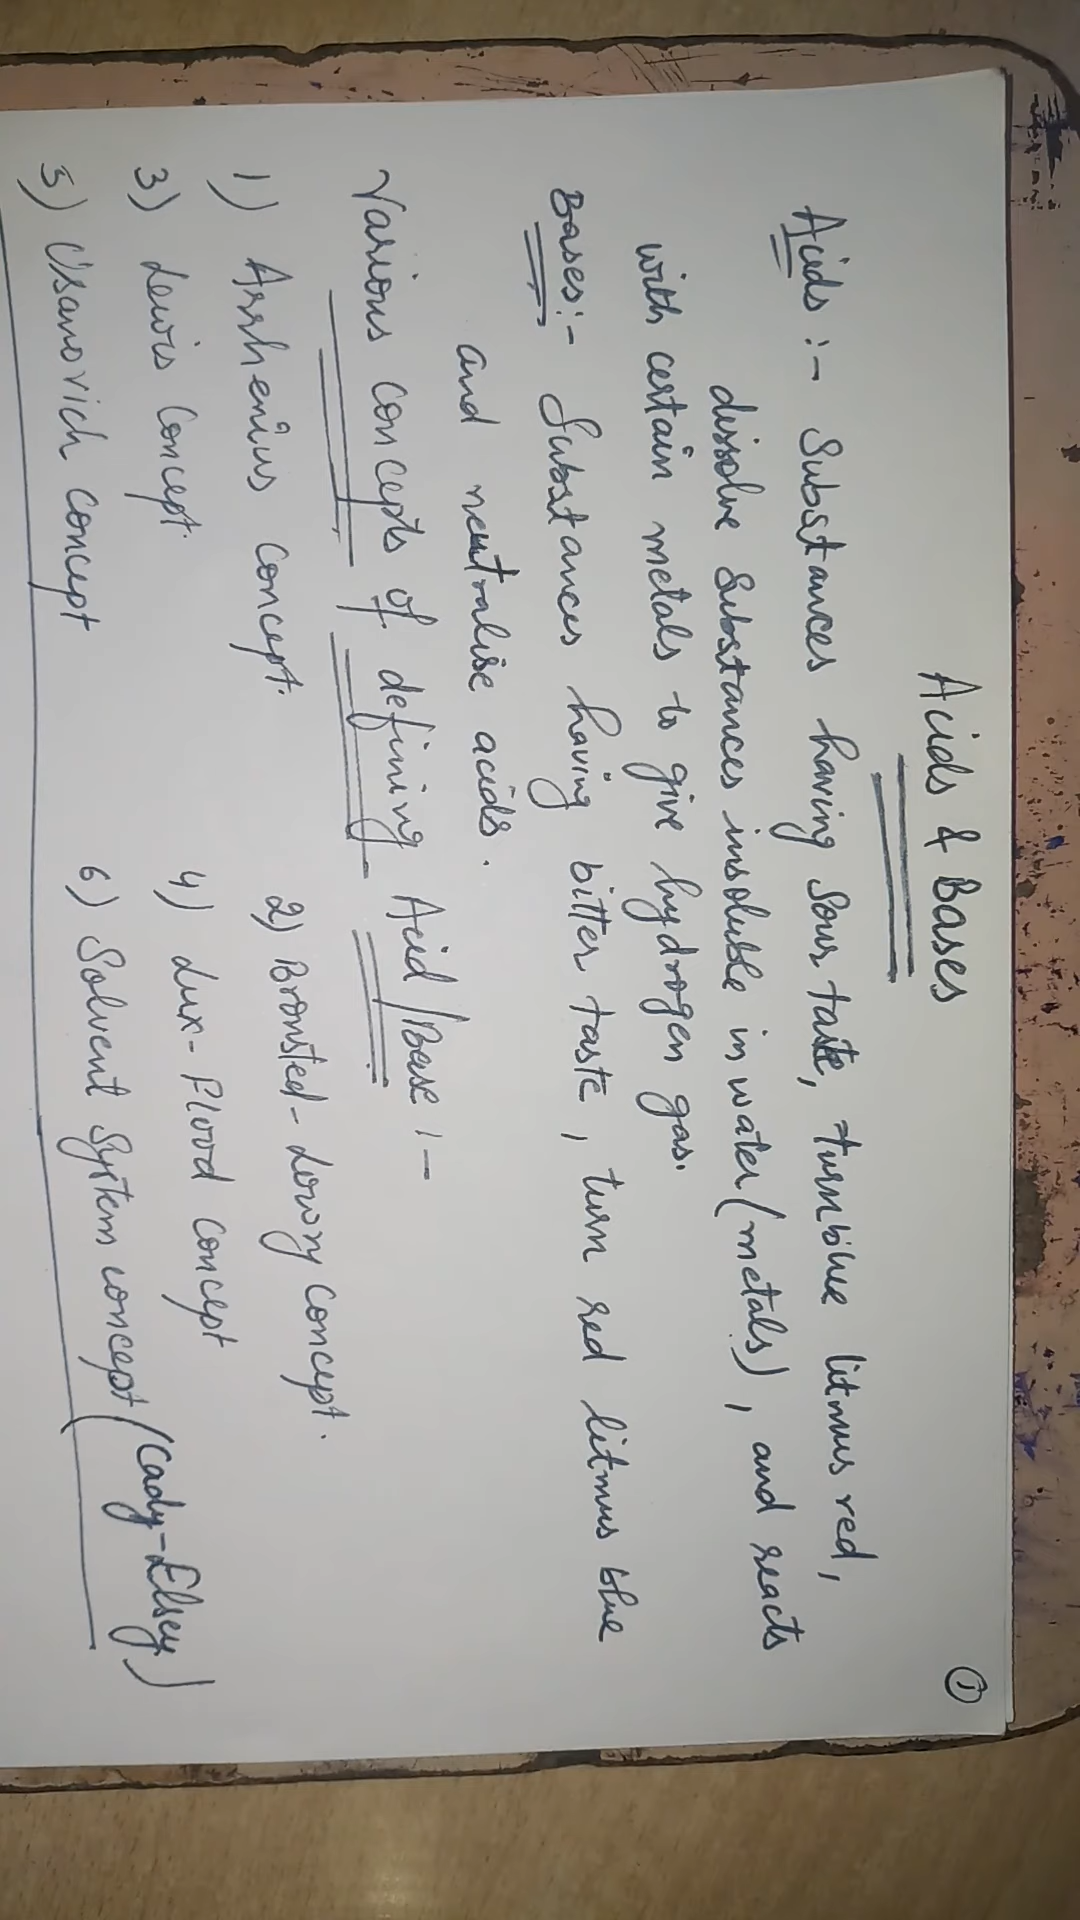 ①
Acids & Bases
Acids :- Substances having sour taste, turn blue litmus red,
dissolve substances insoluble in water (metals), and reacts
with certain metals to give hydrogen gas.
Bases:- Substances having bitter taste, turn red litmus blue
and neutralise acids.
Various concepts of defining Acid/Base :-
1) Arrhenius concept. 2) Bronsted-Lowry concept.
3) Lewis concept. 4) Lux-Flood concept
5) Usanovich concept 6) Solvent System concept (Cady-Elsey)